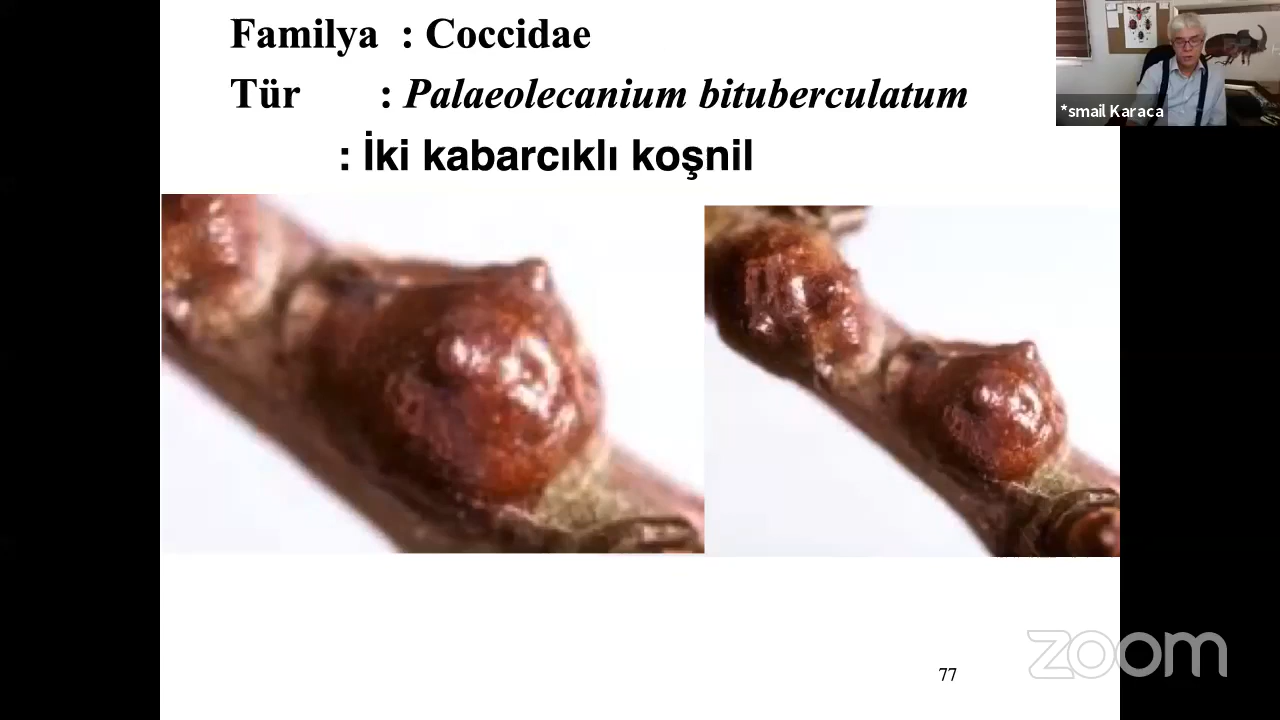 Familya : Coccidae
Tür : Palaeolecanium bituberculatum
: İki kabarcıklı koşnil
*smail Karaca
77
zoom